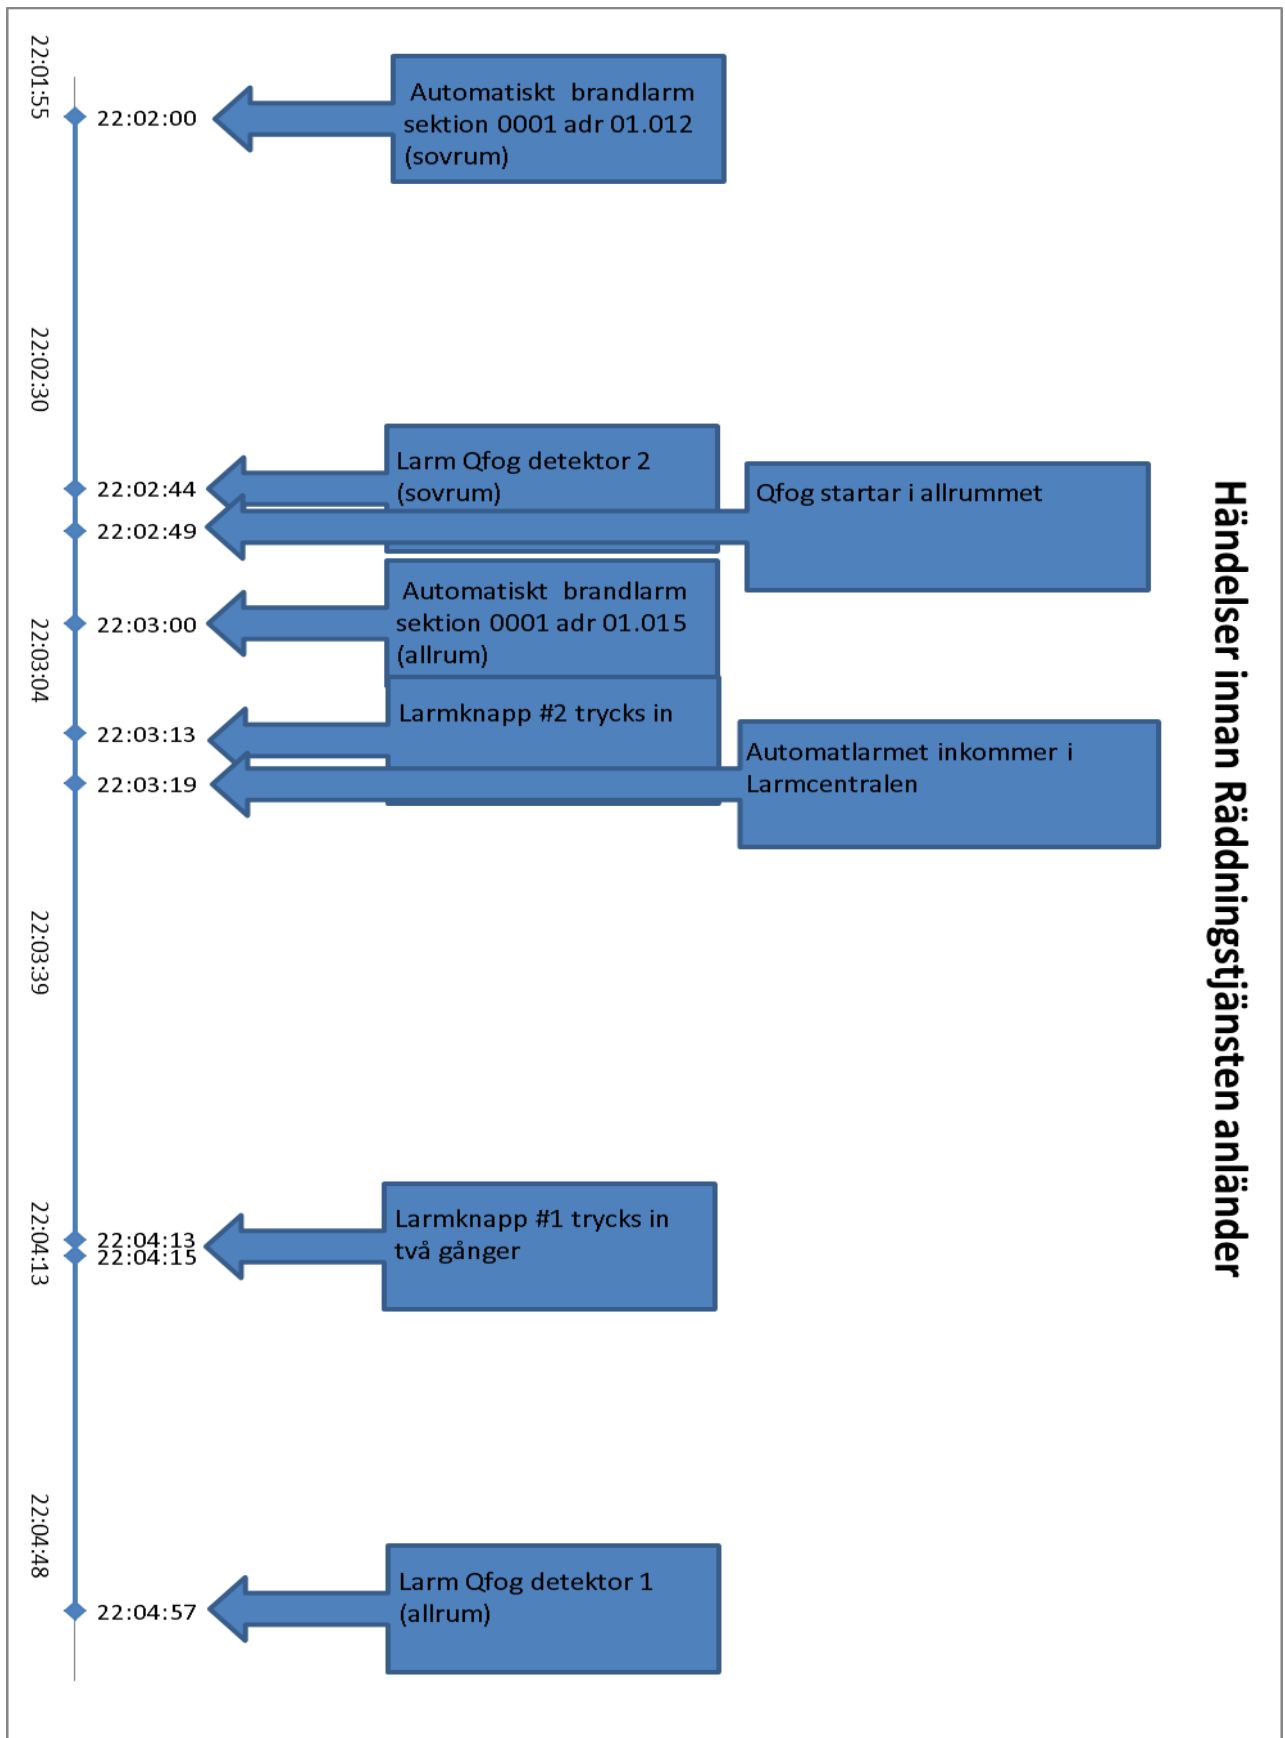 Händelser innan Räddningstjänsten anländer
22:01:55
22:02:00
Automatiskt brandlarm
sektion 0001 adr 01.012
(sovrum)
22:02:30
22:02:44
Larm Qfog detektor 2
(sovrum)
22:02:49
Qfog startar i allrummet
22:03:00
Automatiskt brandlarm
sektion 0001 adr 01.015
(allrum)
22:03:04
22:03:13
Larmknapp #2 trycks in
22:03:19
Automatlarmet inkommer i
Larmcentralen
22:03:39
22:04:13
22:04:13
22:04:15
Larmknapp #1 trycks in
två gånger
22:04:48
22:04:57
Larm Qfog detektor 1
(allrum)